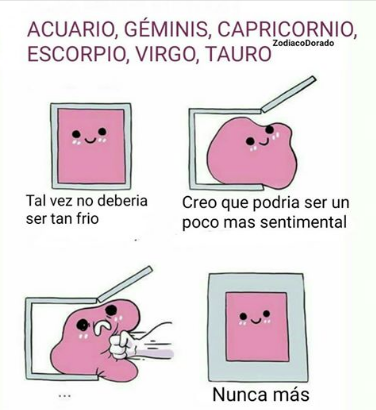 ACUARIO, GÉMINIS, CAPRICORNIO,
ESCORPIO, VIRGO, TAURO
ZodiacoDorado
Tal vez no deberia
ser tan frio
Creo que podria ser un
poco mas sentimental
...
Nunca más